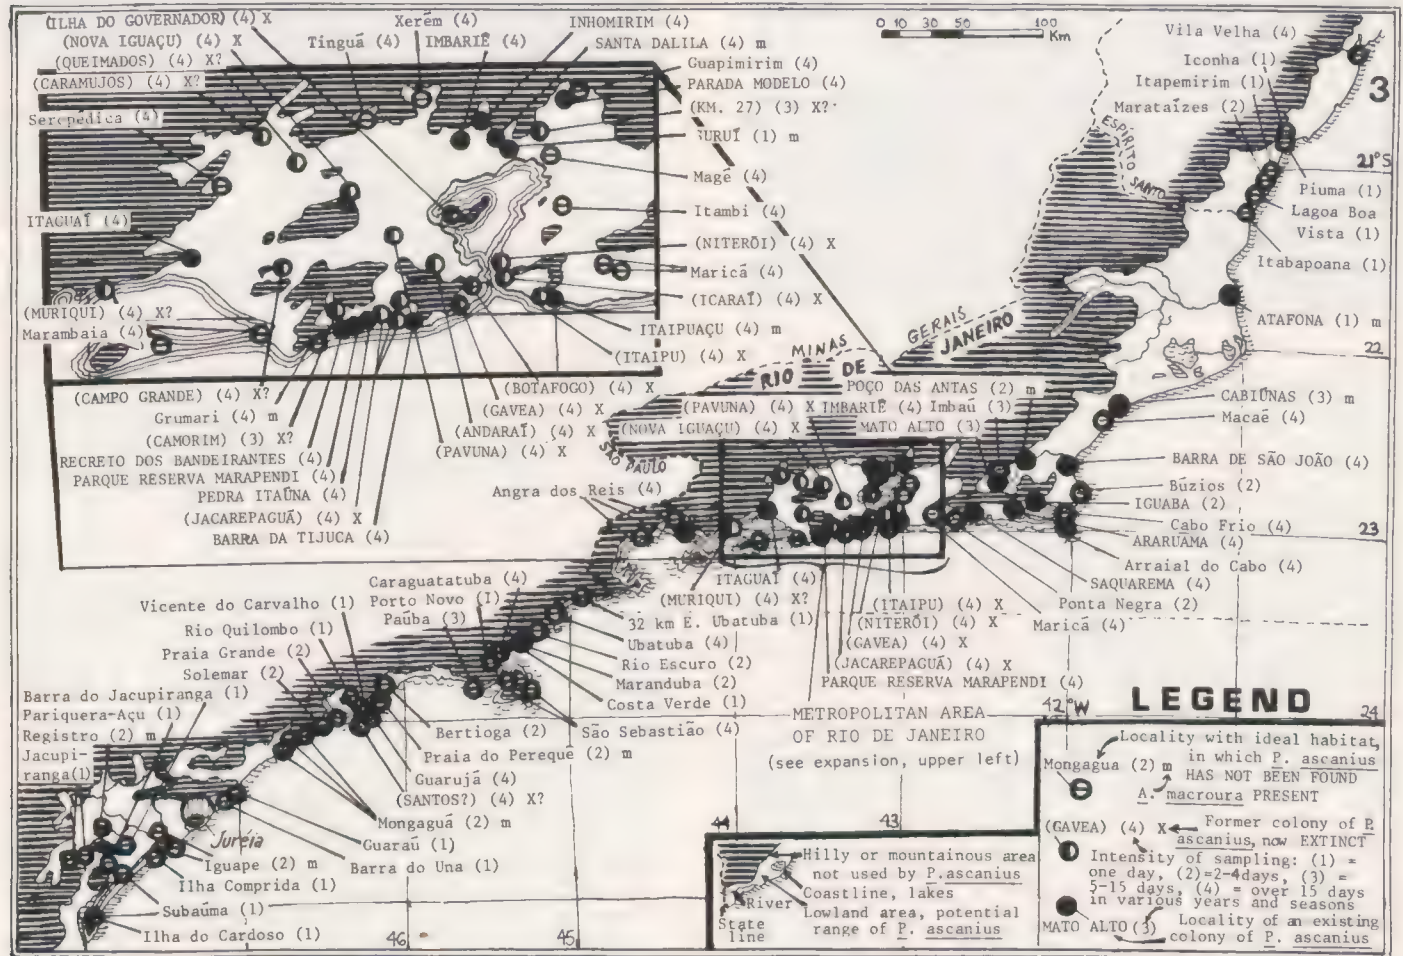 (ILHA DO GOVERNADOR) (4) X
(NOVA IGUAÇU) (4) X
(QUEIMADOS) (4) X?
(CARAMUJOS) (4) X?
Seropédica (4)
ITAGUAÍ (4)
(MURIQUI) (4) X?
Marambaia (4)
Xerém (4)
Tinguá (4)
IMBARIÊ (4)
INHOMIRIM (4)
SANTA DALILA (4) m
Guapimirim (4)
PARADA MODELO (4)
(KM. 27) (3) X?
SURUÍ (1) m
Magé (4)
Itambi (4)
(NITERÓI) (4) X
Maricá (4)
(ICARAÍ) (4) X
ITAIPUAÇU (4) m
(ITAIPU) (4) X
(BOTAFOGO) (4) X
(GAVEA) (4) X
(ANDARAÍ) (4) X
(PAVUNA) (4) X
(CAMPO GRANDE) (4) X?
Grumari (4) m
(CAMORIM) (3) X?
RECREIO DOS BANDEIRANTES (4)
PARQUE RESERVA MARAPENDI (4)
PEDRA ITAÚNA (4)
(JACAREPAGUÁ) (4) X
BARRA DA TIJUCA (4)
0 10 30 50 100
Km
3
Vila Velha (4)
Iconha (1)
Itapemirim (1)
Marataízes (2)
ESPÍRITO
SANTO
21°S
Piuma (1)
Lagoa Boa
Vista (1)
Itabapoana (1)
ATAFONA (1) m
22
MINAS
GERAIS
RIO DE JANEIRO
SÃO PAULO
POÇO DAS ANTAS (2) m
(PAVUNA) (4) X
IMBARIÊ (4)
Imbaú (3)
(NOVA IGUAÇU) (4) X
MATO ALTO (3)
CABIÚNAS (3) m
Macaé (4)
BARRA DE SÃO JOÃO (4)
Búzios (2)
IGUABA (2)
Cabo Frio (4)
23
ARARUAMA (4)
Arraial do Cabo (4)
SAQUAREMA (4)
Ponta Negra (2)
Maricá (4)
Angra dos Reis (4)
ITAGUAÍ (4)
(MURIQUI) (4) X?
(ITAIPU) (4) X
(NITERÓI) (4) X
(GAVEA) (4) X
(JACAREPAGUÁ) (4) X
PARQUE RESERVA MARAPENDI (4)
METROPOLITAN AREA
OF RIO DE JANEIRO
(see expansion, upper left)
Caraguatatuba (4)
Porto Novo (1)
Paúba (3)
Vicente do Carvalho (1)
Rio Quilombo (1)
Praia Grande (2)
Solemar (2)
Barra do Jacupiranga (1)
Pariquera-Açu (1)
Registro (2) m
Jacupi-
ranga(1)
32 km E. Ubatuba (1)
Ubatuba (4)
Rio Escuro (2)
Maranduba (2)
Costa Verde (1)
São Sebastião (4)
Bertioga (2)
Praia do Perequê (2) m
Guarujá (4)
(SANTOS?) (4) X?
Mongaguá (2) m
Juréia
Guaraú (1)
Barra do Una (1)
Iguape (2) m
Ilha Comprida (1)
Subaúma (1)
Ilha do Cardoso (1)
46
45
44
43
42°W
24
LEGEND
Locality with ideal habitat,
in which P. ascanius
HAS NOT BEEN FOUND
Mongagua (2) m
A. macroura PRESENT
(GAVEA) (4) X
Former colony of P.
ascanius, now EXTINCT
Intensity of sampling: (1) =
one day, (2)=2-4days, (3) =
5-15 days, (4) = over 15 days
in various years and seasons
MATO ALTO (3)
Locality of an existing
colony of P. ascanius
Hilly or mountainous area
not used by P.ascanius
Coastline, lakes
River
Lowland area, potential
range of P. ascanius
State
line